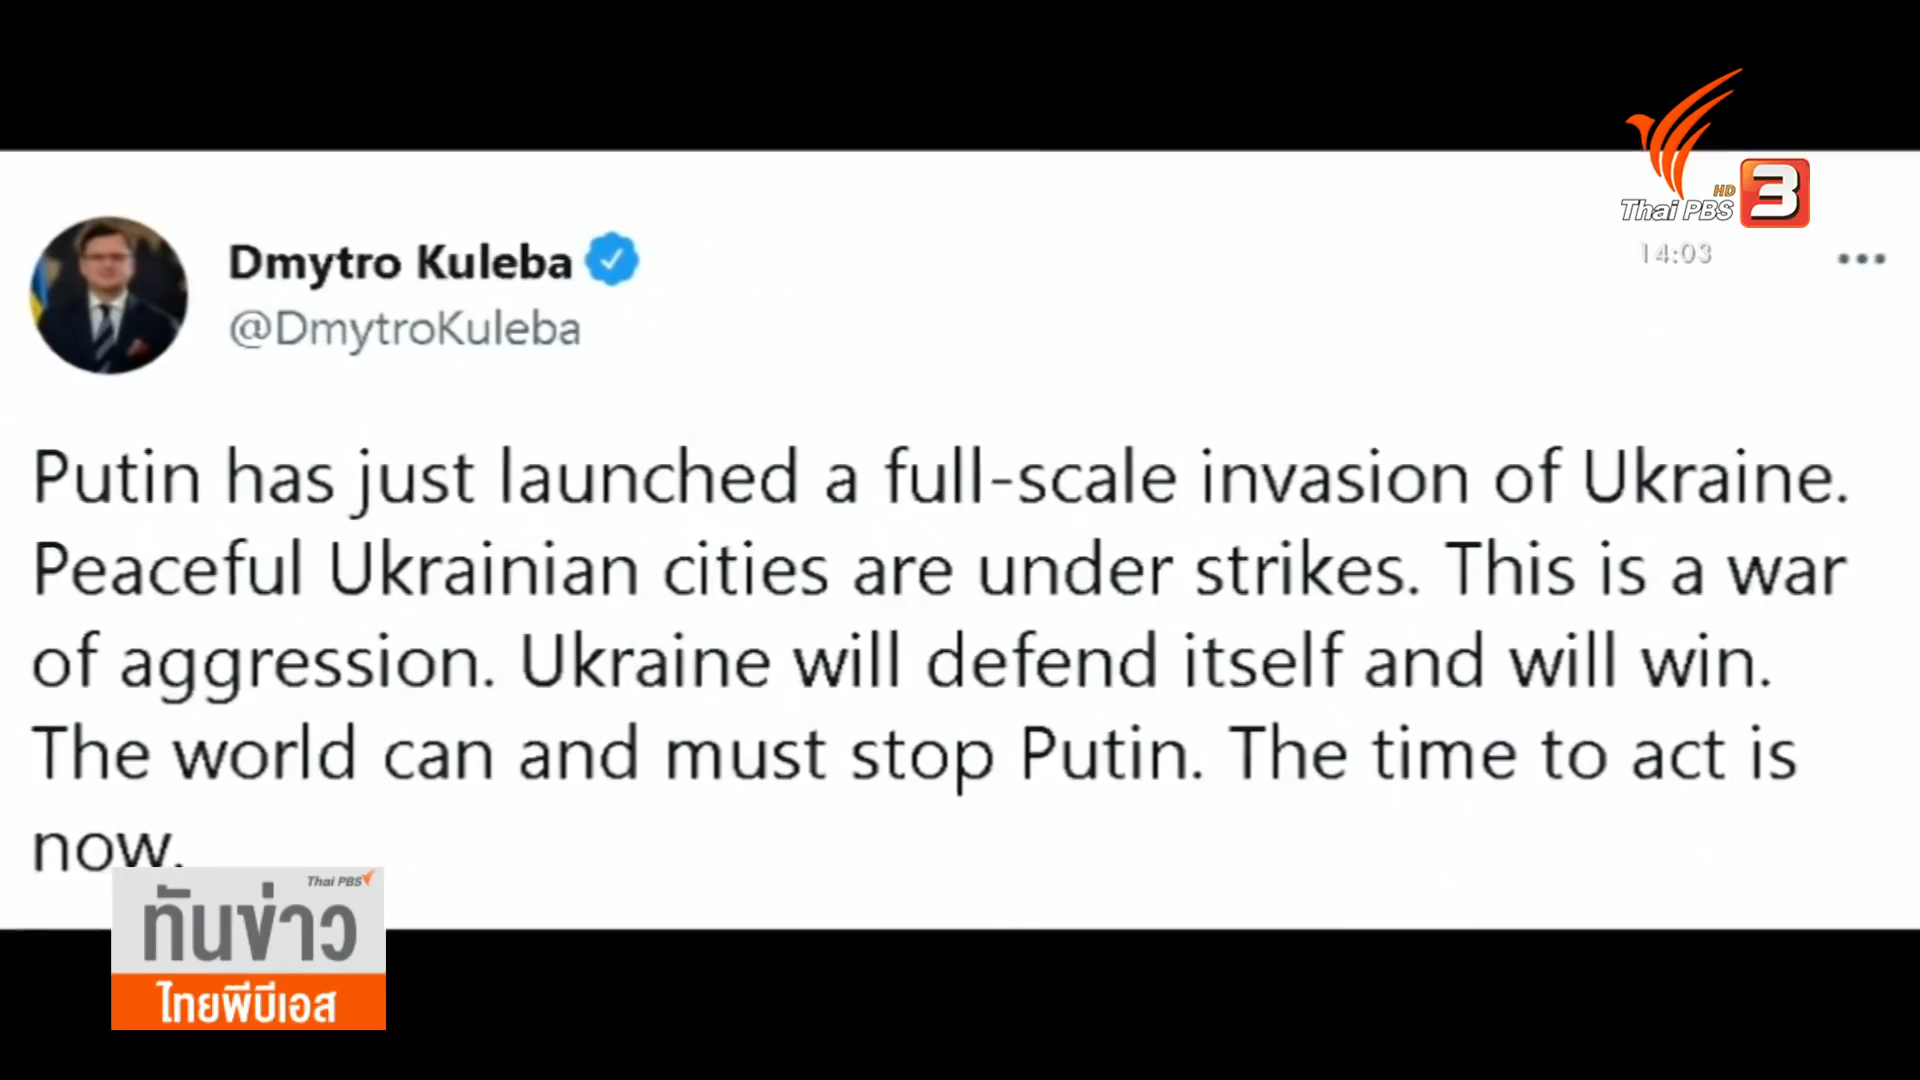 HD
Thai PBS 3
14:03
Dmytro Kuleba
@DmytroKuleba
Putin has just launched a full-scale invasion of Ukraine.
Peaceful Ukrainian cities are under strikes. This is a war
of aggression. Ukraine will defend itself and will win.
The world can and must stop Putin. The time to act is
now.
Thai PBS
ทันข่าว
ไทยพีบีเอส